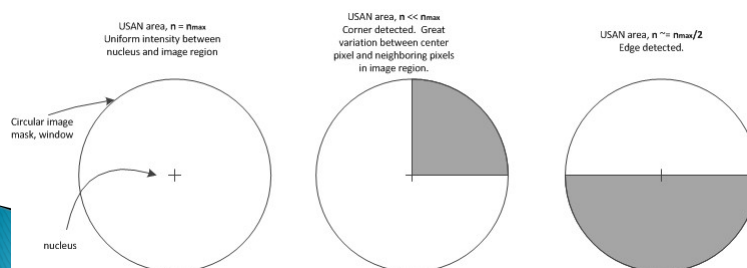 USAN area, n = nmax
Uniform intensity between
nucleus and image region
Circular image
mask, window
nucleus
USAN area, n << nmax
Corner detected. Great
variation between center
pixel and neighboring pixels
in image region.
USAN area, n ~= nmax/2
Edge detected.